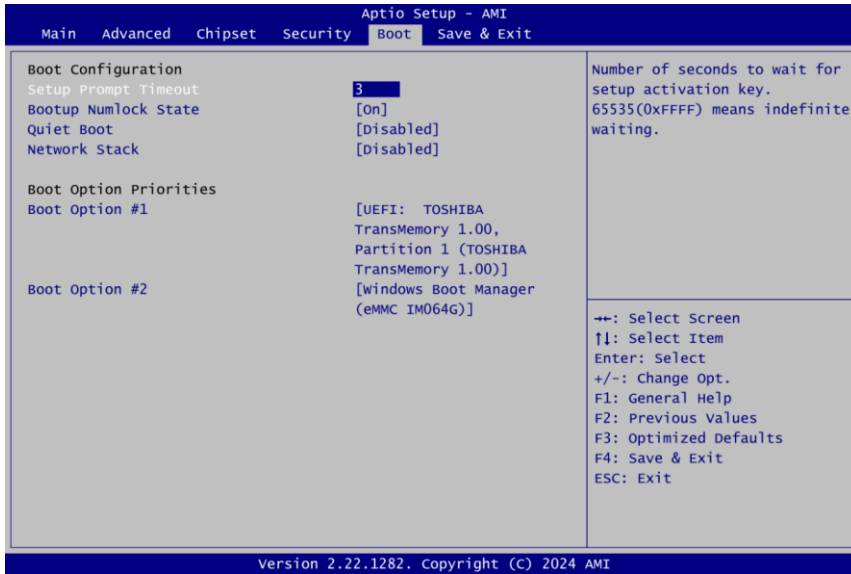 Aptio Setup - AMI
Main Advanced Chipset Security Boot Save & Exit
Boot Configuration
Setup Prompt Timeout 3
Bootup Numlock State [On]
Quiet Boot [Disabled]
Network Stack [Disabled]
Boot Option Priorities
Boot Option #1 [UEFI: TOSHIBA
TransMemory 1.00,
Partition 1 (TOSHIBA
TransMemory 1.00)]
Boot Option #2 [Windows Boot Manager
(eMMC IM064G)]
Number of seconds to wait for
setup activation key.
65535(0xFFFF) means indefinite
waiting.
→←: Select Screen
↑↓: Select Item
Enter: Select
+/-: Change Opt.
F1: General Help
F2: Previous Values
F3: Optimized Defaults
F4: Save & Exit
ESC: Exit
Version 2.22.1282. Copyright (C) 2024 AMI